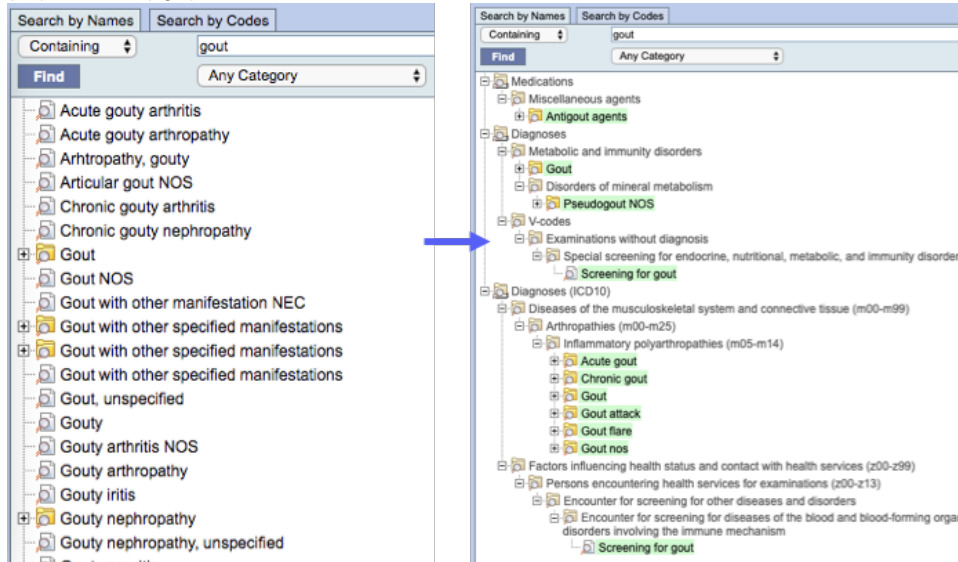 Search by Names Search by Codes
Containing gout
Find Any Category
Acute gouty arthritis
Acute gouty arthropathy
Arhtropathy, gouty
Articular gout NOS
Chronic gouty arthritis
Chronic gouty nephropathy
Gout
Gout NOS
Gout with other manifestation NEC
Gout with other specified manifestations
Gout with other specified manifestations
Gout with other specified manifestations
Gout, unspecified
Gouty
Gouty arthritis NOS
Gouty arthropathy
Gouty iritis
Gouty nephropathy
Gouty nephropathy, unspecified
Search by Names Search by Codes
Containing gout
Find Any Category
Medications
Miscellaneous agents
Antigout agents
Diagnoses
Metabolic and immunity disorders
Gout
Disorders of mineral metabolism
Pseudogout NOS
V-codes
Examinations without diagnosis
Special screening for endocrine, nutritional, metabolic, and immunity disorder
Screening for gout
Diagnoses (ICD10)
Diseases of the musculoskeletal system and connective tissue (m00-m99)
Arthropathies (m00-m25)
Inflammatory polyarthropathies (m05-m14)
Acute gout
Chronic gout
Gout
Gout attack
Gout flare
Gout nos
Factors influencing health status and contact with health services (z00-z99)
Persons encountering health services for examinations (z00-z13)
Encounter for screening for other diseases and disorders
Encounter for screening for diseases of the blood and blood-forming orga
disorders involving the immune mechanism
Screening for gout